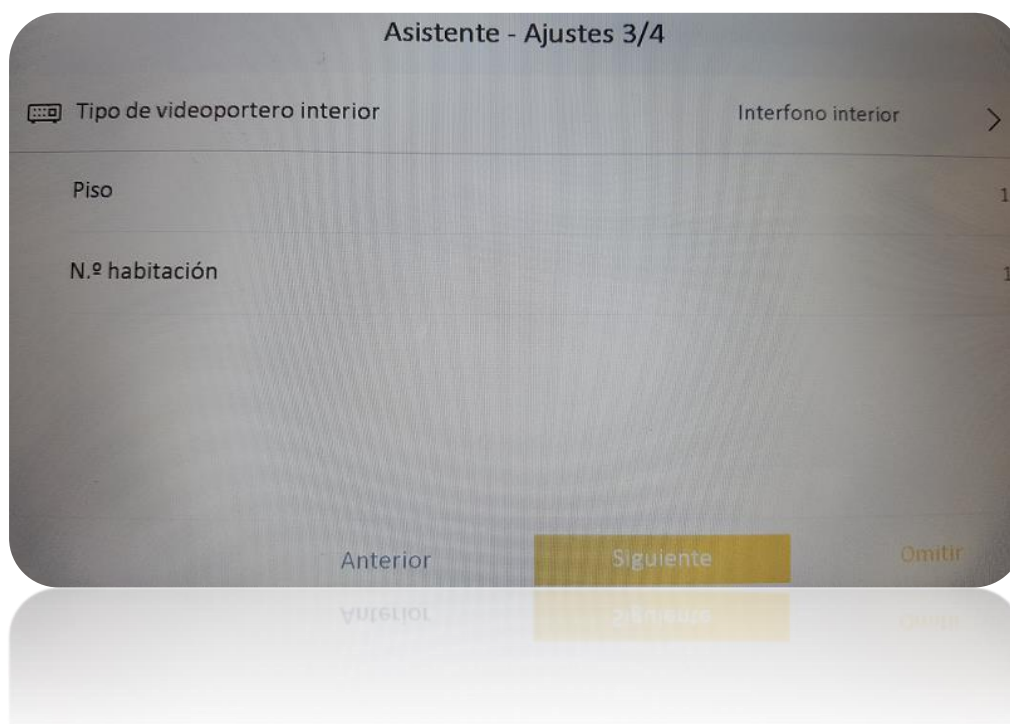 Asistente - Ajustes 3/4
Tipo de videoportero interior Interfono interior >
Piso 1
N.º habitación 1
Anterior Siguiente Omitir